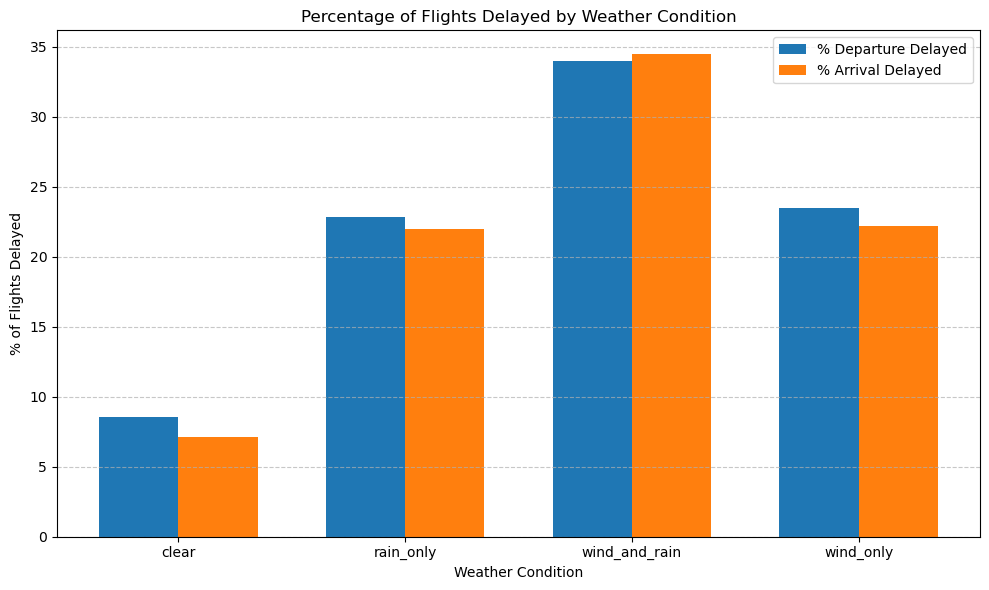 Percentage of Flights Delayed by Weather Condition
% Departure Delayed
% Arrival Delayed
% of Flights Delayed
35
30
25
20
15
10
5
0
clear rain_only wind_and_rain wind_only
Weather Condition